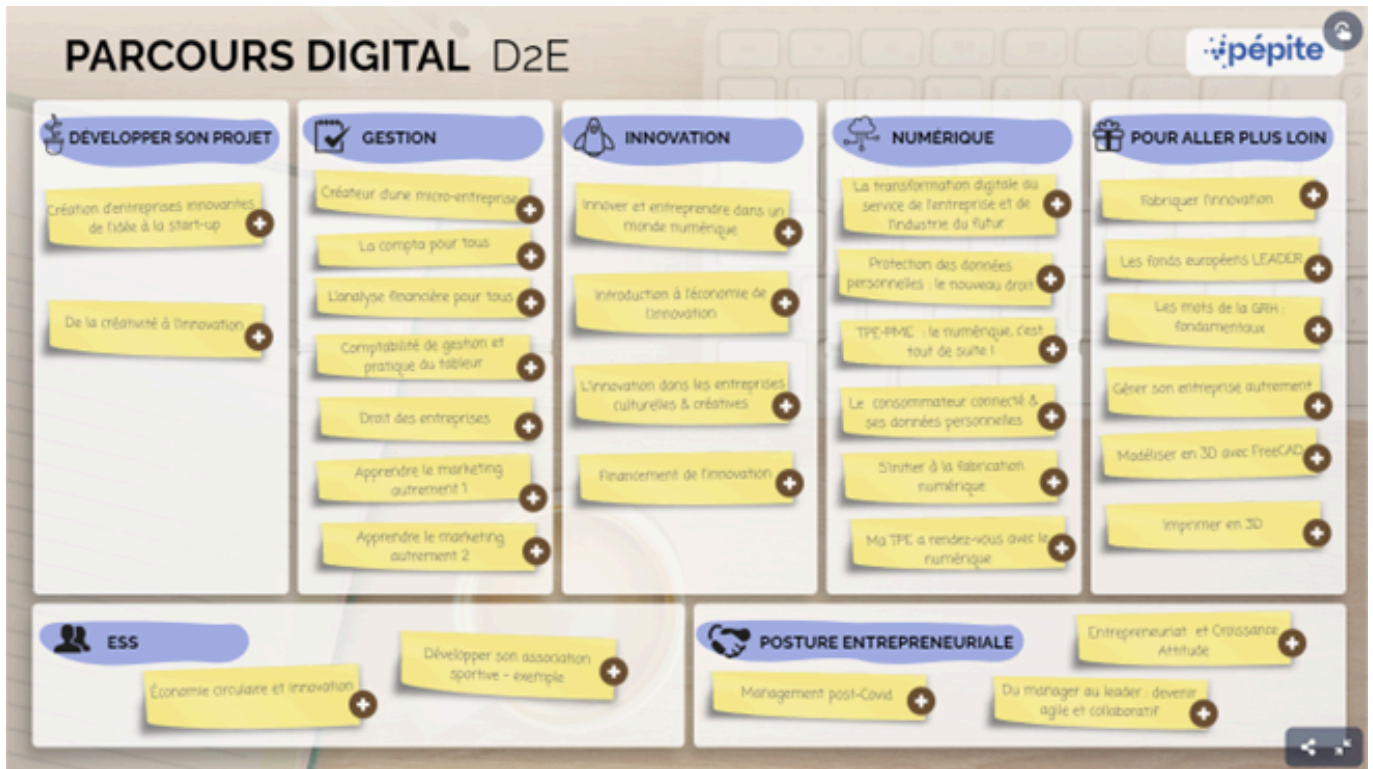 PARCOURS DIGITAL D2E
pépite
DÉVELOPPER SON PROJET
Création d'entreprises innovantes
de l'idée à la start-up
De la créativité à l'innovation
GESTION
Créateur d'une micro-entreprise
La compta pour tous
L'analyse financière pour tous
Comptabilité de gestion et
pratique du tableur
Droit des entreprises
Apprendre le marketing
autrement 1
Apprendre le marketing
autrement 2
INNOVATION
Innover et entreprendre dans un
monde numérique
Introduction à l'économie de
l'innovation
L'innovation dans les entreprises
culturelles & créatives
Financement de l'innovation
NUMÉRIQUE
La transformation digitale au
service de l'entreprise et de
l'industrie du futur
Protection des données
personnelles : le nouveau droit
TPE-PME : le numérique, c'est
tout de suite !
Le consommateur connecté &
ses données personnelles
S'initier à la fabrication
numérique
Ma TPE a rendez-vous avec le
numérique
POUR ALLER PLUS LOIN
Fabriquer l'innovation
Les fonds européens LEADER
Les mots de la GRH :
fondamentaux
Gérer son entreprise autrement
Modéliser en 3D avec FreeCAD
Imprimer en 3D
ESS
Économie circulaire et innovation
Développer son association
sportive - exemple
POSTURE ENTREPRENEURIALE
Management post-Covid
Entrepreneuriat et Croissance
Attitude
Du manager au leader : devenir
agile et collaboratif